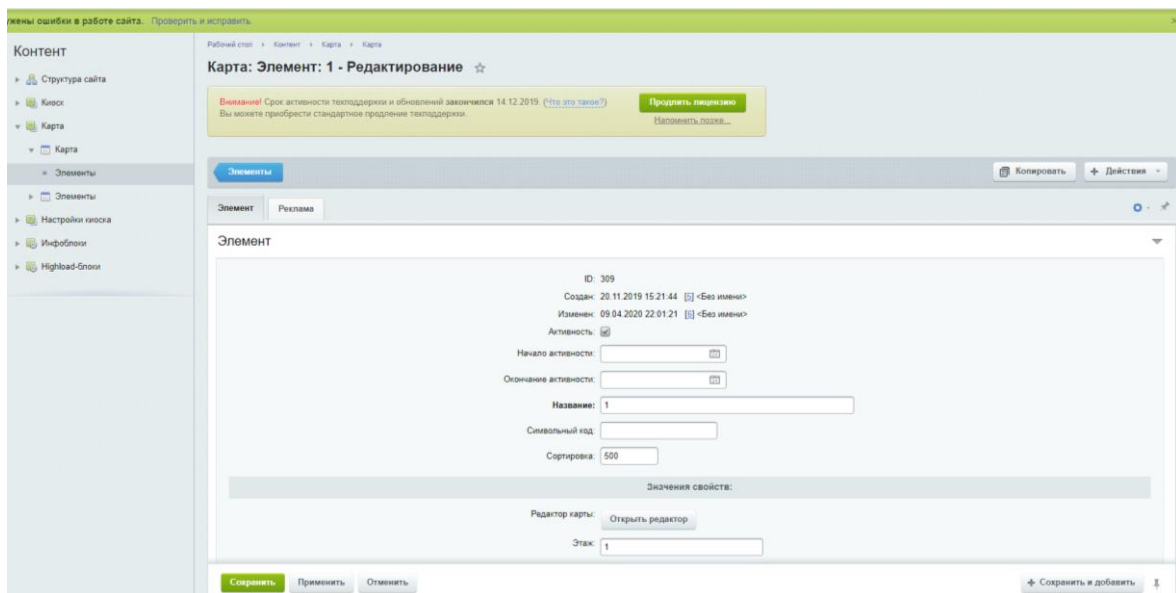 ужены ошибки в работе сайта. Проверить и исправить.
Контент
Структура сайта
Киоск
Карта
Карта
Элементы
Элементы
Настройки киоска
Инфоблоки
Highload-блоки
Рабочий стол Контент Карта Карта
Карта: Элемент: 1 - Редактирование
Внимание! Срок активности техподдержки и обновлений закончился 14.12.2019. (Что это такое?)
Вы можете приобрести стандартное продление техподдержки.
Продлить лицензию
Напомнить позже...
Элементы
Копировать
+ Действия
Элемент
Реклама
Элемент
ID: 309
Создан: 20.11.2019 15:21:44 [5] <Без имени>
Изменен: 09.04.2020 22:01:21 <Без имени>
Активность:
Начало активности:
Окончание активности:
Название: 1
Символьный код:
Сортировка: 500
Значения свойств:
Редактор карты: Открыть редактор
Этаж: 1
Сохранить
Применить
Отменить
+ Сохранить и добавить